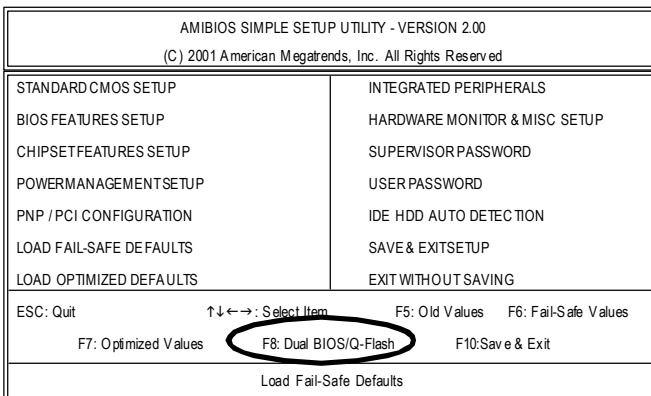 AMIBIOS SIMPLE SETUP UTILITY - VERSION 2.00
(C) 2001 American Megatrends, Inc. All Rights Reserved
STANDARD CMOS SETUP
BIOS FEATURES SETUP
CHIPSET FEATURES SETUP
POWER MANAGEMENT SETUP
PNP / PCI CONFIGURATION
LOAD FAIL-SAFE DEFAULTS
LOAD OPTIMIZED DEFAULTS
INTEGRATED PERIPHERALS
HARDWARE MONITOR & MISC SETUP
SUPERVISOR PASSWORD
USER PASSWORD
IDE HDD AUTO DETECTION
SAVE & EXIT SETUP
EXIT WITHOUT SAVING
ESC: Quit ↑↓←→: Select Item F5: Old Values F6: Fail-Safe Values
F7: Optimized Values F8: Dual BIOS/Q-Flash F10:Save & Exit
Load Fail-Safe Defaults